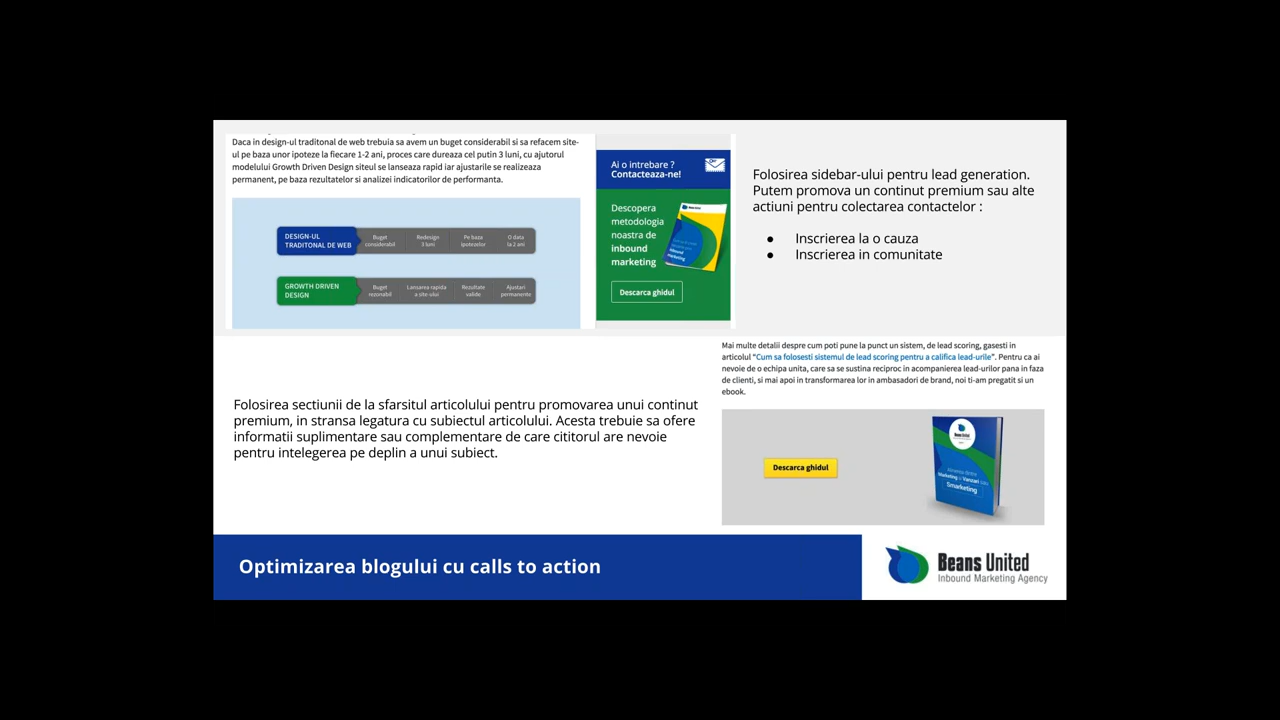 Daca in design-ul traditonal de web trebuia sa avem un buget considerabil si sa refacem site-
ul pe baza unor ipoteze la fiecare 1-2 ani, proces care dureaza cel putin 3 luni, cu ajutorul
modelului Growth Driven Design siteul se lanseaza rapid iar ajustarile se realizeaza
permanent, pe baza rezultatelor si analizei indicatorilor de performanta.
DESIGN-UL
TRADITONAL DE WEB
Buget
considerabil
Redesign
3 luni
Pe baza
ipotezelor
O data
la 2 ani
GROWTH DRIVEN
DESIGN
Buget
rezonabil
Lansarea rapida
a site-ului
Rezultate
valide
Ajustari
permanente
Ai o intrebare ?
Contacteaza-ne!
Descopera
metodologia
noastra de
inbound
marketing
Descarca ghidul
Folosirea sidebar-ului pentru lead generation.
Putem promova un continut premium sau alte
actiuni pentru colectarea contactelor :
● Inscrierea la o cauza
● Inscrierea in comunitate
Folosirea sectiunii de la sfarsitul articolului pentru promovarea unui continut
premium, in stransa legatura cu subiectul articolului. Acesta trebuie sa ofere
informatii suplimentare sau complementare de care cititorul are nevoie
pentru intelegerea pe deplin a unui subiect.
Mai multe detalii despre cum poti pune la punct un sistem, de lead scoring, gasesti in
articolul "Cum sa folosesti sistemul de lead scoring pentru a califica lead-urile". Pentru ca ai
nevoie de o echipa unita, care sa se sustina reciproc in acompanierea lead-urilor pana in faza
de clienti, si mai apoi in transformarea lor in ambasadori de brand, noi ti-am pregatit si un
ebook.
Descarca ghidul
Beans United
Alinierea dintre
Marketing si Vanzari sau
Smarketing
Optimizarea blogului cu calls to action
Beans United
Inbound Marketing Agency